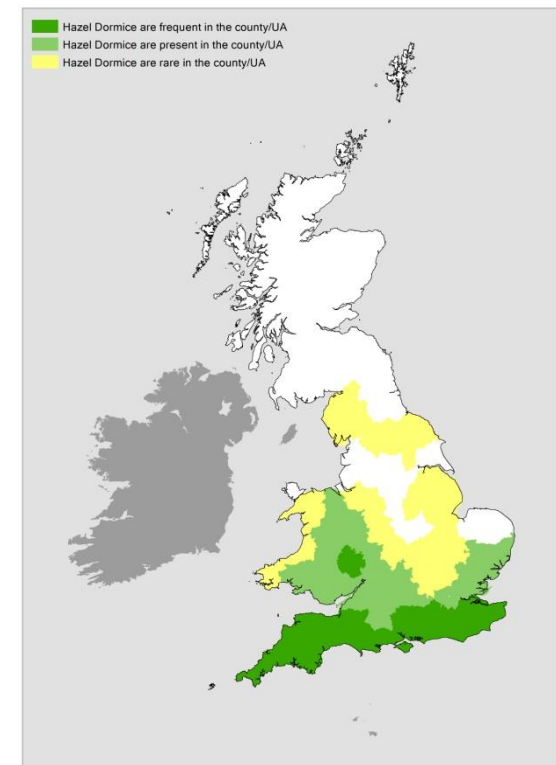 Hazel Dormice are frequent in the county/UA
Hazel Dormice are present in the county/UA
Hazel Dormice are rare in the county/UA